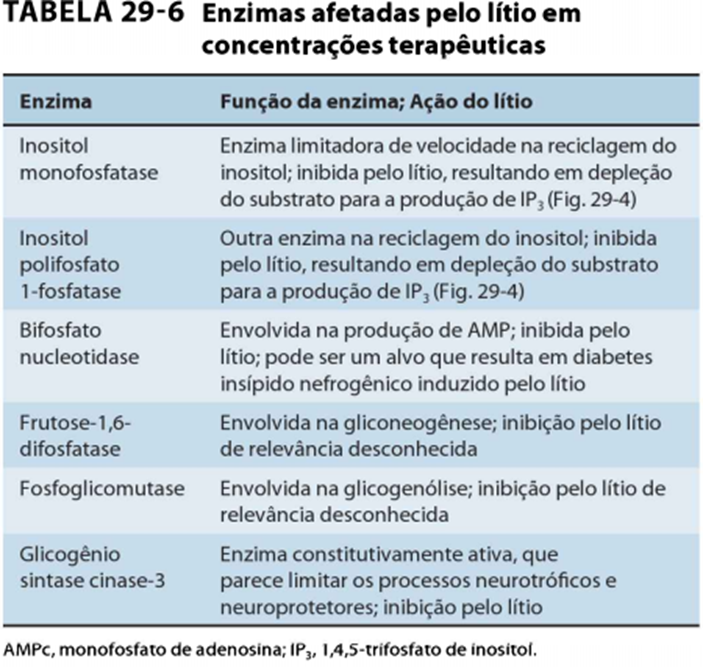 TABELA 29-6 Enzimas afetadas pelo lítio em
concentrações terapêuticas
Enzima Função da enzima; Ação do lítio
Inositol
monofosfatase
Enzima limitadora de velocidade na reciclagem do
inositol; inibida pelo lítio, resultando em depleção
do substrato para a produção de IP₃ (Fig. 29-4)
Inositol
polifosfato
1-fosfatase
Outra enzima na reciclagem do inositol; inibida
pelo lítio, resultando em depleção do substrato
para a produção de IP₃ (Fig. 29-4)
Bifosfato
nucleotidase
Envolvida na produção de AMP; inibida pelo
lítio; pode ser um alvo que resulta em diabetes
insípido nefrogênico induzido pelo lítio
Frutose-1,6-
difosfatase
Envolvida na gliconeogênese; inibição pelo lítio
de relevância desconhecida
Fosfoglicomutase
Envolvida na glicogenólise; inibição pelo lítio de
relevância desconhecida
Glicogênio
sintase cinase-3
Enzima constitutivamente ativa, que
parece limitar os processos neurotróficos e
neuroprotetores; inibição pelo lítio
AMPc, monofosfato de adenosina; IP₃, 1,4,5-trifosfato de inositol.